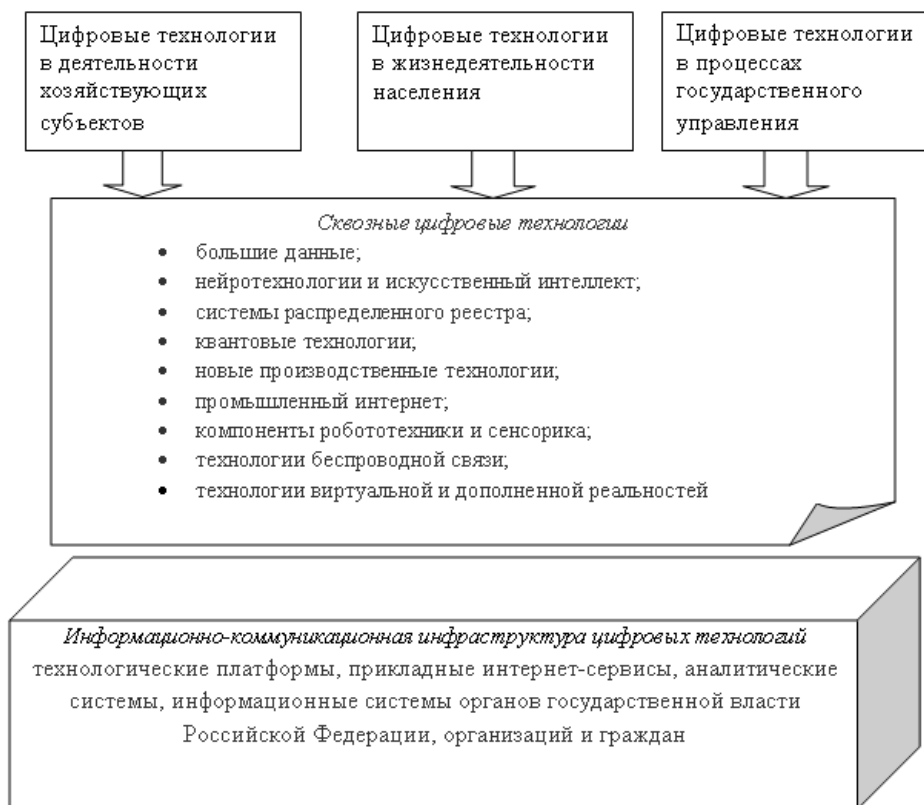 Цифровые технологии
в деятельности
хозяйствующих
субъектов
Цифровые технологии
в жизнедеятельности
населения
Цифровые технологии
в процессах
государственного
управления
Сквозные цифровые технологии
• большие данные;
• нейротехнологии и искусственный интеллект;
• системы распределенного реестра;
• квантовые технологии;
• новые производственные технологии;
• промышленный интернет;
• компоненты робототехники и сенсорика;
• технологии беспроводной связи;
• технологии виртуальной и дополненной реальностей
Информационно-коммуникационная инфраструктура цифровых технологий
технологические платформы, прикладные интернет-сервисы, аналитические
системы, информационные системы органов государственной власти
Российской Федерации, организаций и граждан